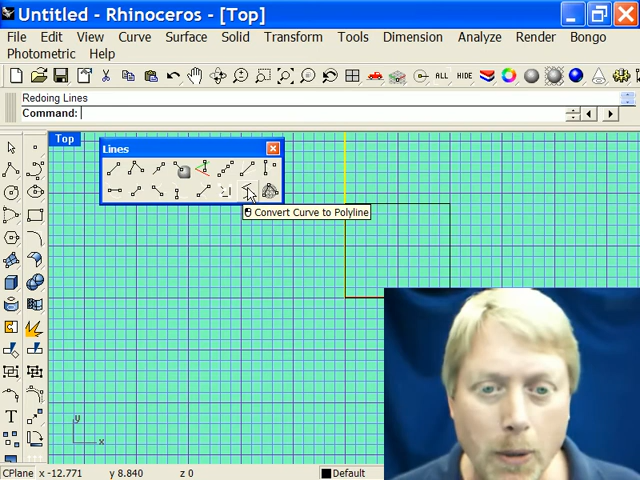 Untitled - Rhinoceros - [Top]
File Edit View Curve Surface Solid Transform Tools Dimension Analyze Render Bongo
Photometric Help
ALL HIDE
Redoing Lines
Command:
Top
Lines
Convert Curve to Polyline
T
y
x
CPlane x -12.771 y 8.840 z 0 Default